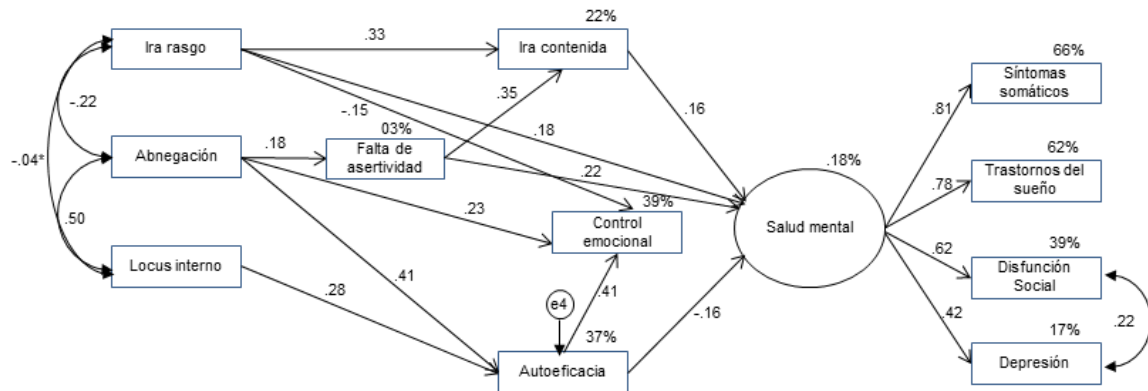 22%
Ira rasgo
.33
Ira contenida
66%
Síntomas
somáticos
-.15
.35
-.22
.16
.81
03%
.18
Abnegación
.18
Falta de
asertividad
.18%
62%
-.04*
.22
.78
Trastornos del
sueño
39%
.50
.23
Control
emocional
Salud mental
Locus interno
.41
.62
39%
Disfunción
Social
.28
.41
e4
-.16
.42
.22
37%
17%
Autoeficacia
Depresión